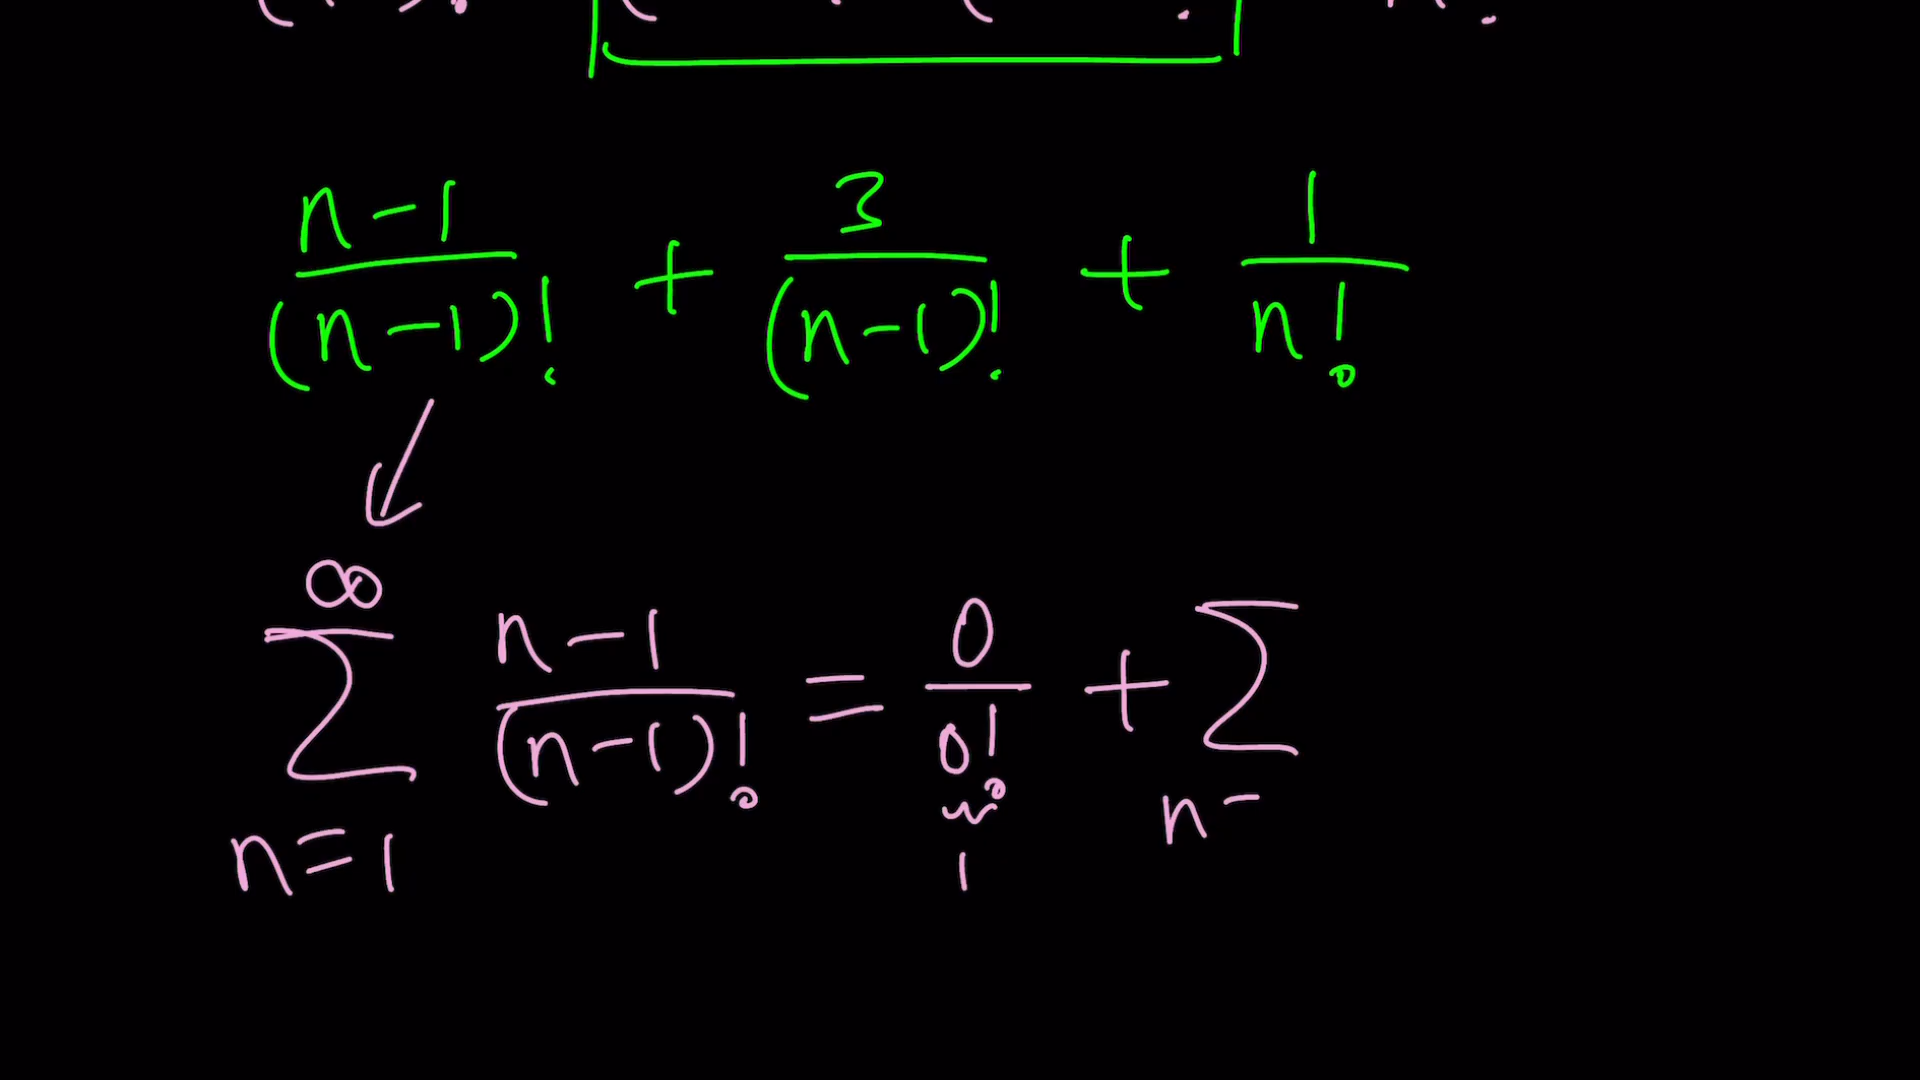 n-1/(n-1)! + 3/(n-1)! + 1/n!
∞
∑ n-1/(n-1)! = 0/0! + ∑
n=1 1 n-